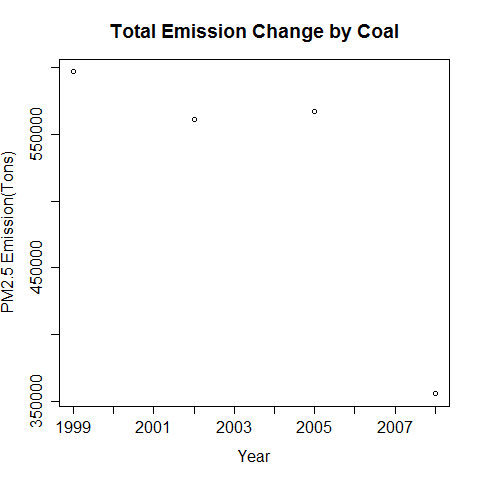 Total Emission Change by Coal
PM2.5 Emission(Tons)
550000
450000
350000
1999 2001 2003 2005 2007
Year